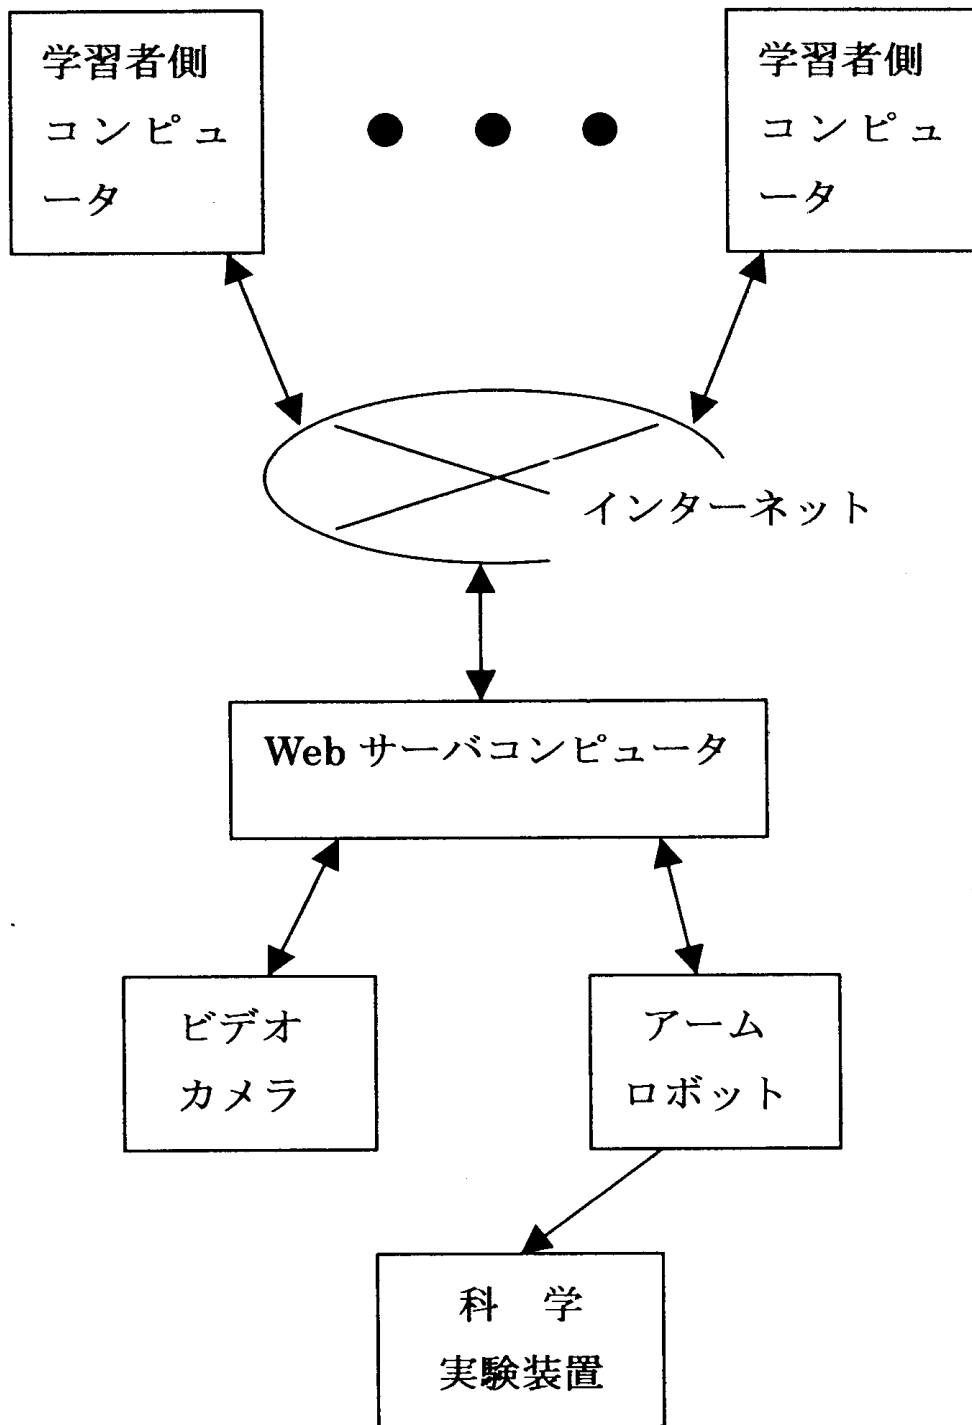 学習者側
コンピュ
ータ
学習者側
コンピュ
ータ
インターネット
Web サーバコンピュータ
ビデオ
カメラ
アーム
ロボット
科 学
実験装置